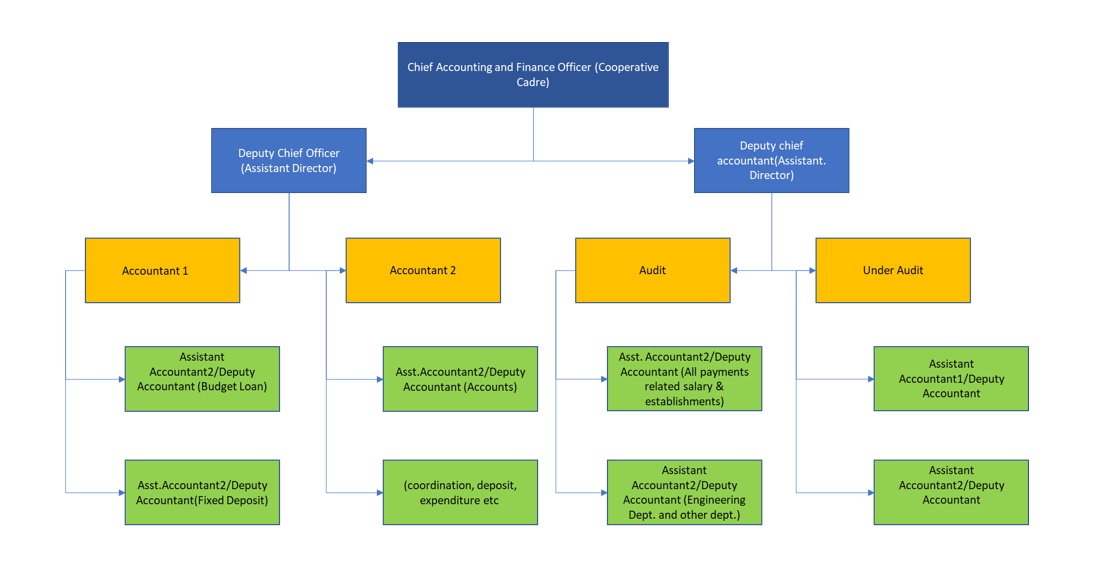 Chief Accounting and Finance Officer (Cooperative
Cadre)
Deputy Chief Officer
(Assistant Director)
Deputy chief
accountant(Assistant.
Director)
Accountant 1
Accountant 2
Audit
Under Audit
Assistant
Accountant2/Deputy
Accountant (Budget Loan)
Asst.Accountant2/Deputy
Accountant (Accounts)
Asst. Accountant2/Deputy
Accountant (All payments
related salary &
establishments)
Assistant
Accountant1/Deputy
Accountant
Asst.Accountant2/Deputy
Accountant(Fixed Deposit)
(coordination, deposit,
expenditure etc
Assistant
Accountant2/Deputy
Accountant (Engineering
Dept. and other dept.)
Assistant
Accountant2/Deputy
Accountant